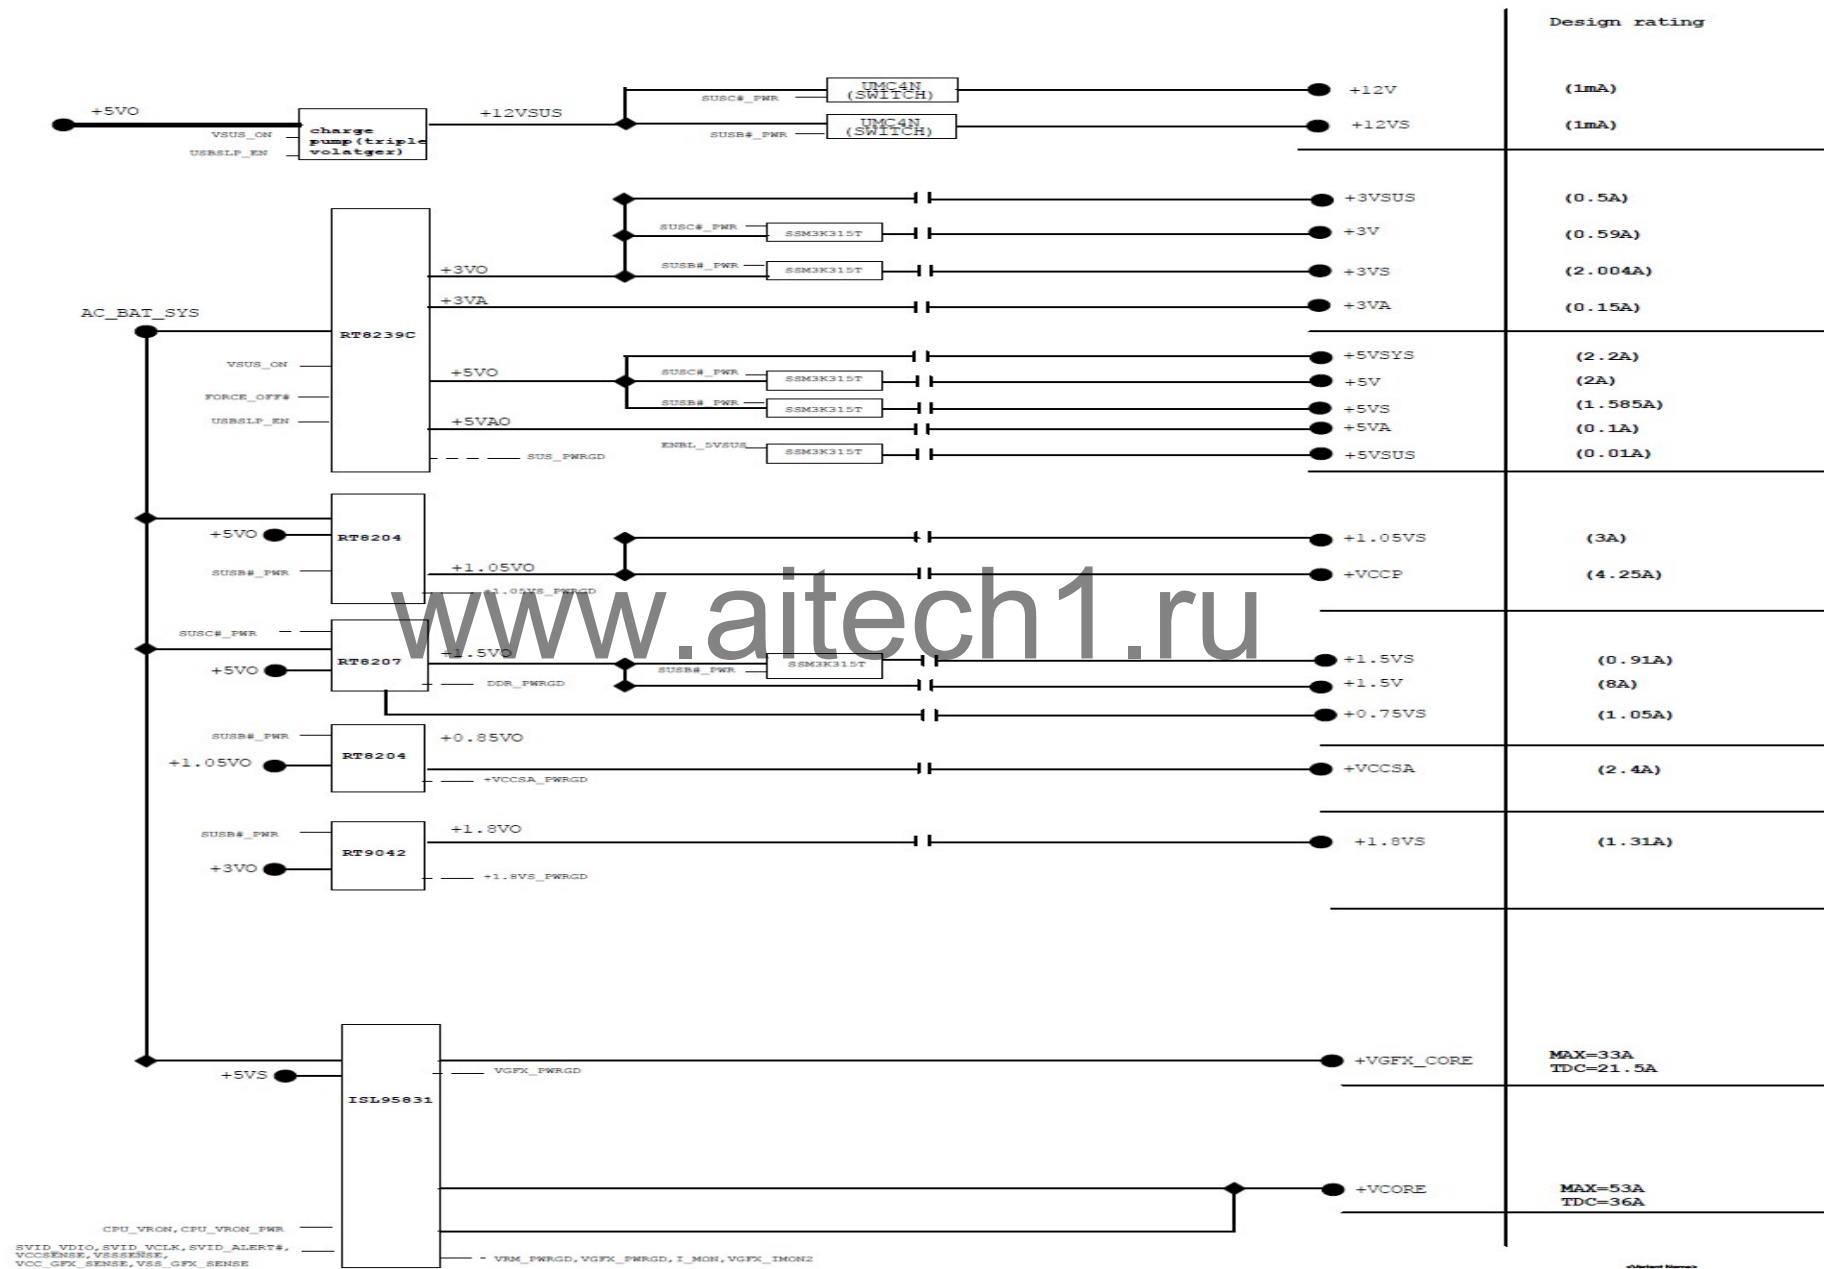 Design rating
+5VO
VSUS_ON
USBSLP_EN
charge
pump(triple
volatger)
+12VSUS
SUSC#_PWR
UMC4N
(SWITCH)
+12V
(1mA)
SUSB#_PWR
UMC4N
(SWITCH)
+12VS
(1mA)
+3VSUS
(0.5A)
SUSC#_PWR
SSM3K315T
+3V
(0.59A)
+3VO
SUSB#_PWR
SSM3K315T
+3VS
(2.004A)
+3VA
+3VA
(0.15A)
AC_BAT_SYS
RT8239C
VSUS_ON
FORCE_OFF#
USBSLP_EN
+5VSYS
(2.2A)
+5VO
SUSC#_PWR
SSM3K315T
+5V
(2A)
SUSB#_PWR
SSM3K315T
+5VS
(1.585A)
+5VAO
+5VA
(0.1A)
ENBL_5VSUS
SSM3K315T
+5VSUS
(0.01A)
SUS_PWRGD
+5VO
RT8204
SUSB#_PWR
+1.05VS
(3A)
+1.05VO
+VCCP
(4.25A)
+1.05VS_PWRGD
www.aitech1.ru
SUSC#_PWR
RT8207
+5VO
+1.5VO
SUSB#_PWR
SSM3K315T
+1.5VS
(0.91A)
DDR_PWRGD
+1.5V
(8A)
+0.75VS
(1.05A)
SUSB#_PWR
+0.85VO
RT8204
+1.05VO
+VCCSA_PWRGD
+VCCSA
(2.4A)
SUSB#_PWR
+1.8VO
RT9042
+3VO
+1.8VS_PWRGD
+1.8VS
(1.31A)
+5VS
ISL95831
VGFX_PWRGD
+VGFX_CORE
MAX=33A
TDC=21.5A
+VCORE
MAX=53A
TDC=36A
CPU_VRON,CPU_VRON_PWR
SVID_VDIO,SVID_VCLK,SVID_ALERT#,
VCCSENSE,VSSSENSE,
VCC_GFX_SENSE,VSS_GFX_SENSE
VRM_PWRGD,VGFX_PWRGD,I_MON,VGFX_IMON2
<Variant Name>